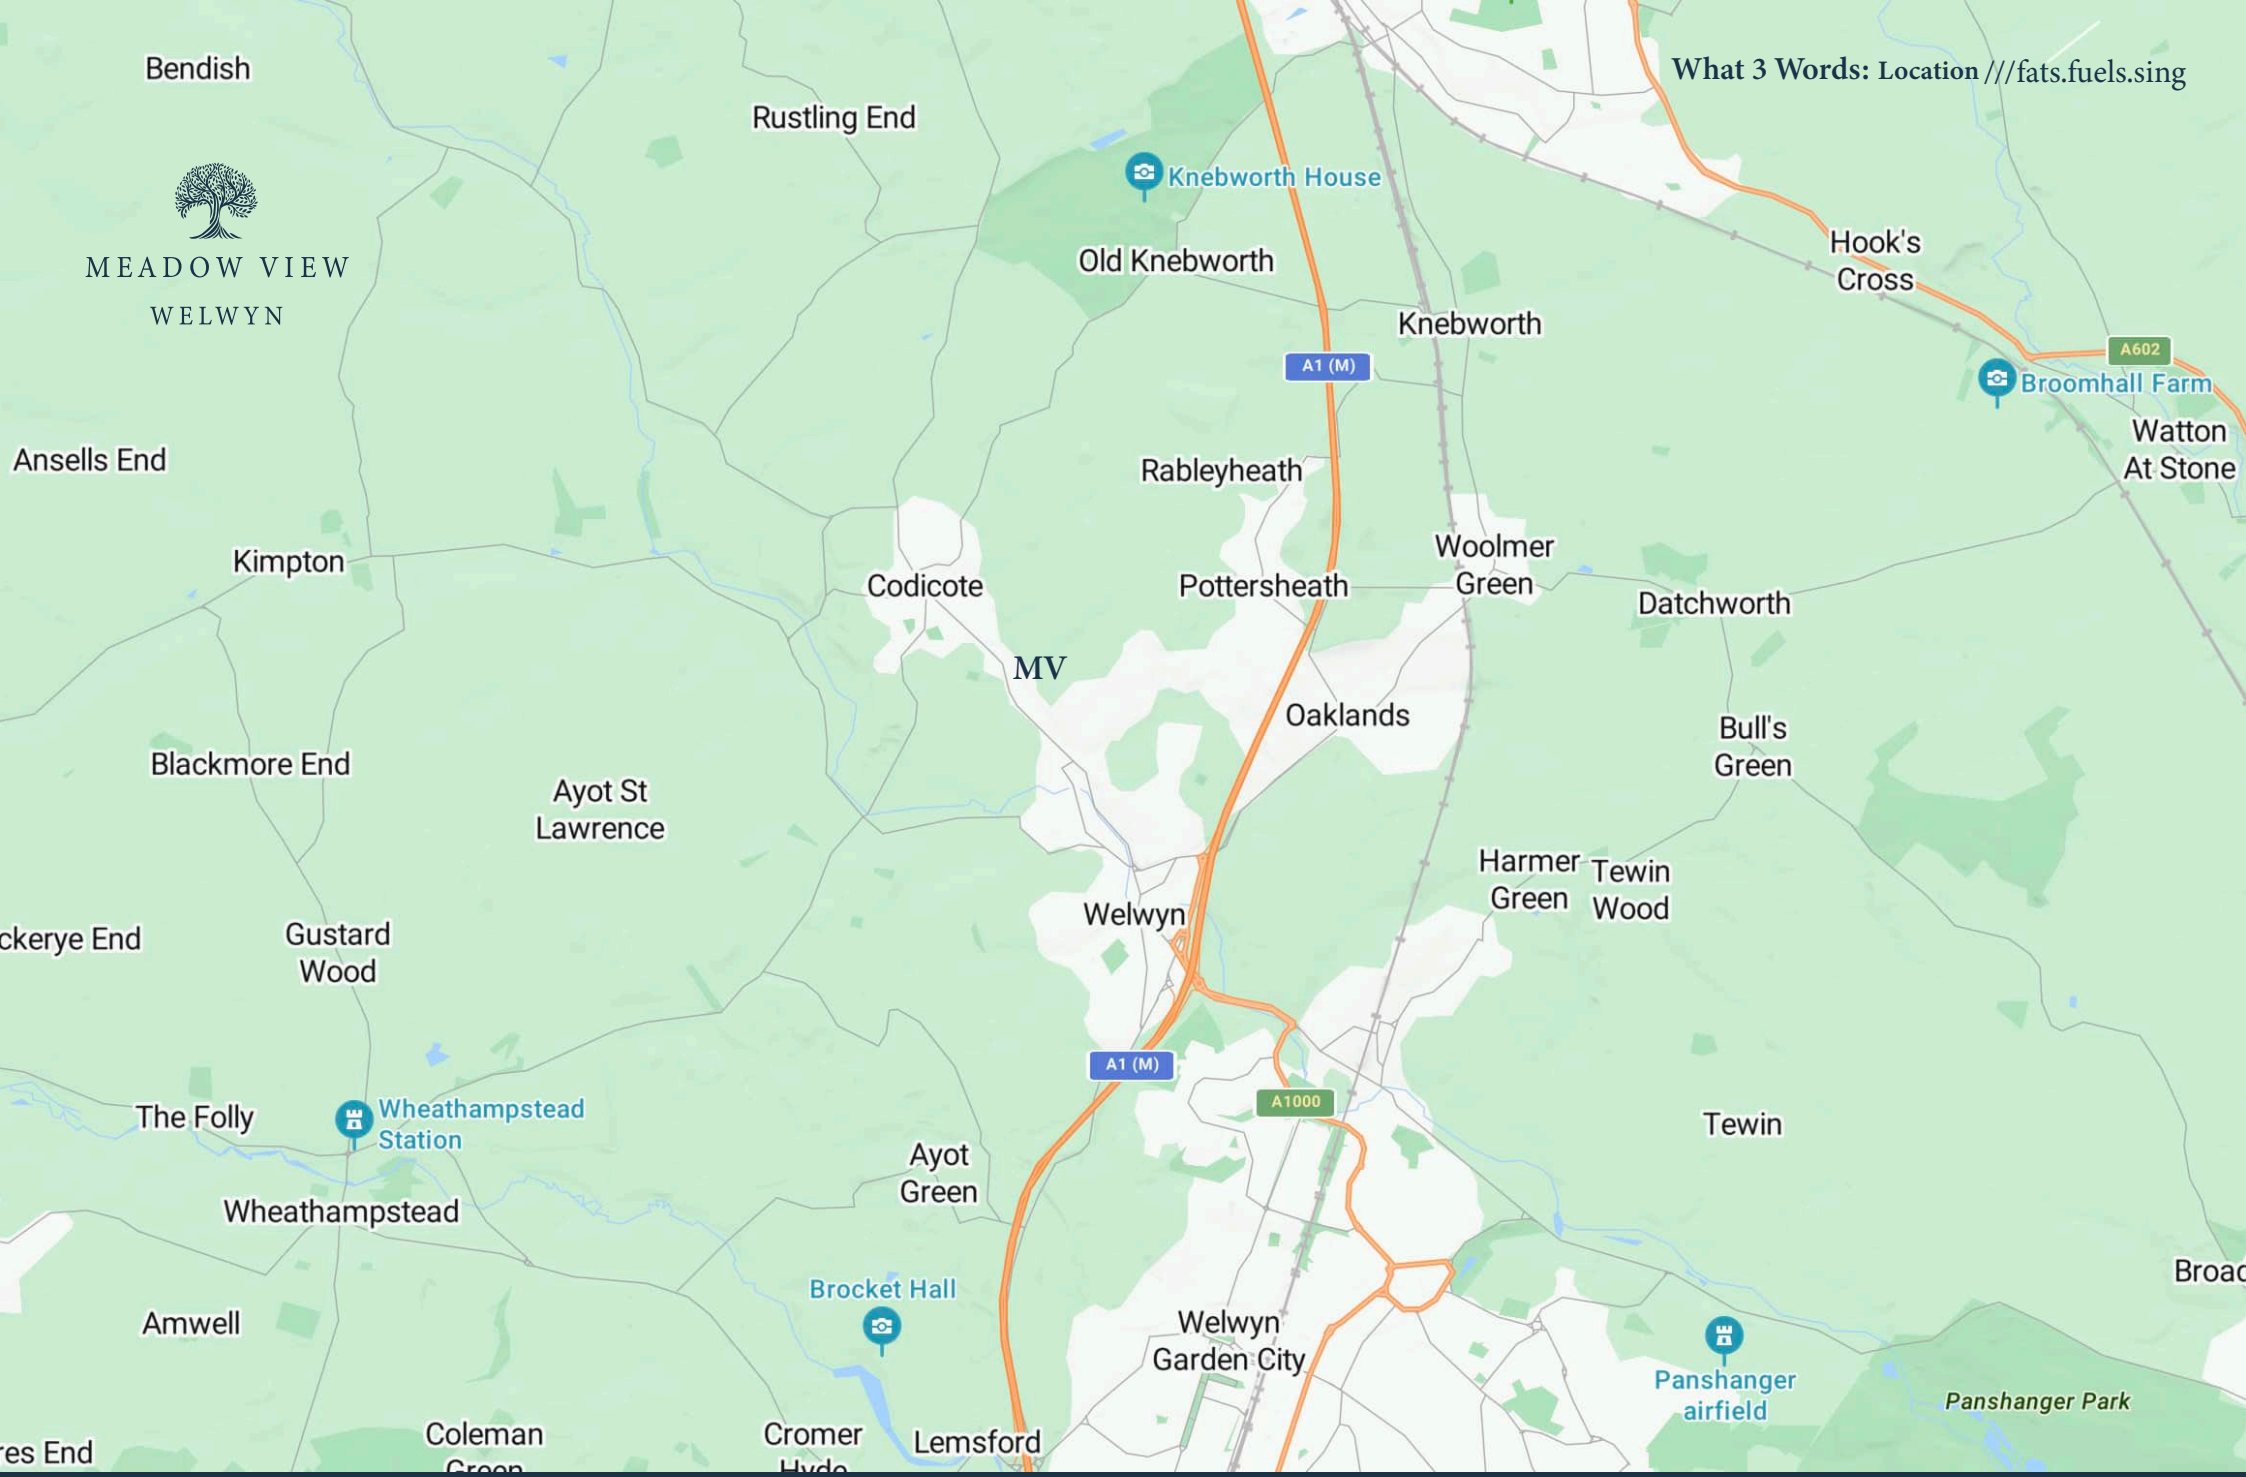 Bendish
Rustling End
What 3 Words: Location ///fats.fuels.sing
Knebworth House
MEADOW VIEW
WELWYN
Old Knebworth
Hook's
Cross
Knebworth
A1 (M)
A602
Broomhall Farm
Watton
At Stone
Ansells End
Rableyheath
Kimpton
Codicote
Pottersheath
Woolmer
Green
Datchworth
MV
Oaklands
Bull's
Green
Blackmore End
Ayot St
Lawrence
Harmer
Green
Tewin
Wood
Welwyn
ckerye End
Gustard
Wood
A1 (M)
A1000
The Folly
Wheathampstead
Station
Tewin
Ayot
Green
Wheathampstead
Broad
Brocket Hall
Amwell
Welwyn
Garden City
Panshanger
airfield
Panshanger Park
res End
Coleman
Green
Cromer
Hyde
Lemsford